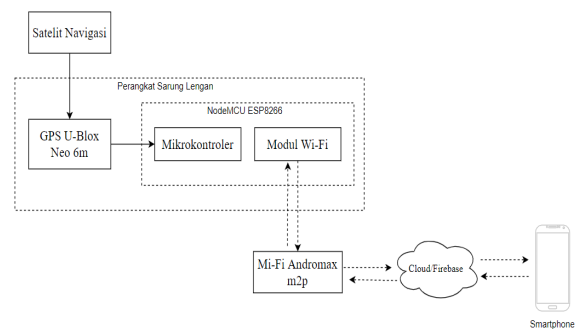 Satelit Navigasi
Perangkat Sarung Lengan
NodeMCU ESP8266
GPS U-Blox
Neo 6m
Mikrokontroler
Modul Wi-Fi
Mi-Fi Andromax
m2p
Cloud/Firebase
Smartphone